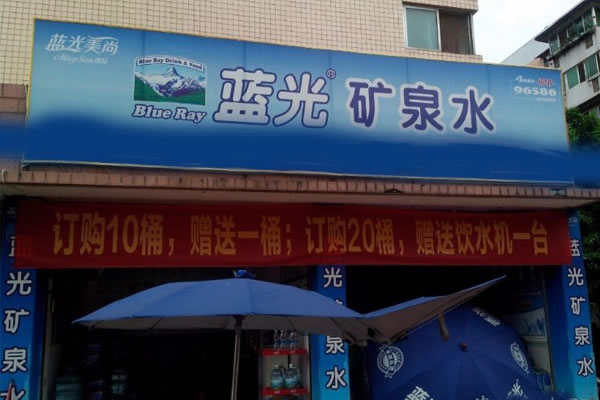 蓝光美尚
Blue Ray Drink & Food
Blue Ray
蓝光®矿泉水
96586
订购10桶，赠送一桶；订购20桶，赠送饮水机一台
蓝光矿泉水
蓝光矿泉水
矿泉水